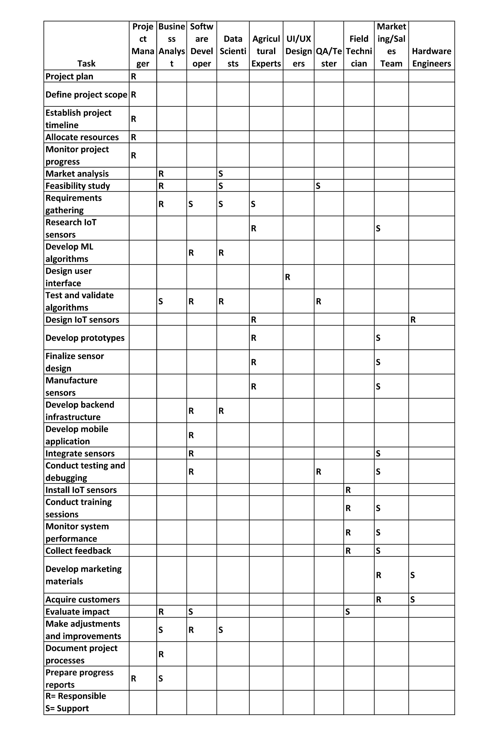 Task Project Manager Business Analyst Software Developer Data Scientists Agricultural Experts UI/UX Designers QA/Tester Field Technician Marketing/Sales Team Hardware Engineers
Project plan R
Define project scope R
Establish project timeline R
Allocate resources R
Monitor project progress R
Market analysis R S
Feasibility study R S S
Requirements gathering R S S S
Research IoT sensors R S
Develop ML algorithms R R
Design user interface R
Test and validate algorithms S R R R
Design IoT sensors R R
Develop prototypes R S
Finalize sensor design R S
Manufacture sensors R S
Develop backend infrastructure R R
Develop mobile application R
Integrate sensors R S
Conduct testing and debugging R R S
Install IoT sensors R
Conduct training sessions R S
Monitor system performance R S
Collect feedback R S
Develop marketing materials R S
Acquire customers R S
Evaluate impact R S S
Make adjustments and improvements S R S
Document project processes R
Prepare progress reports R S
R= Responsible
S= Support